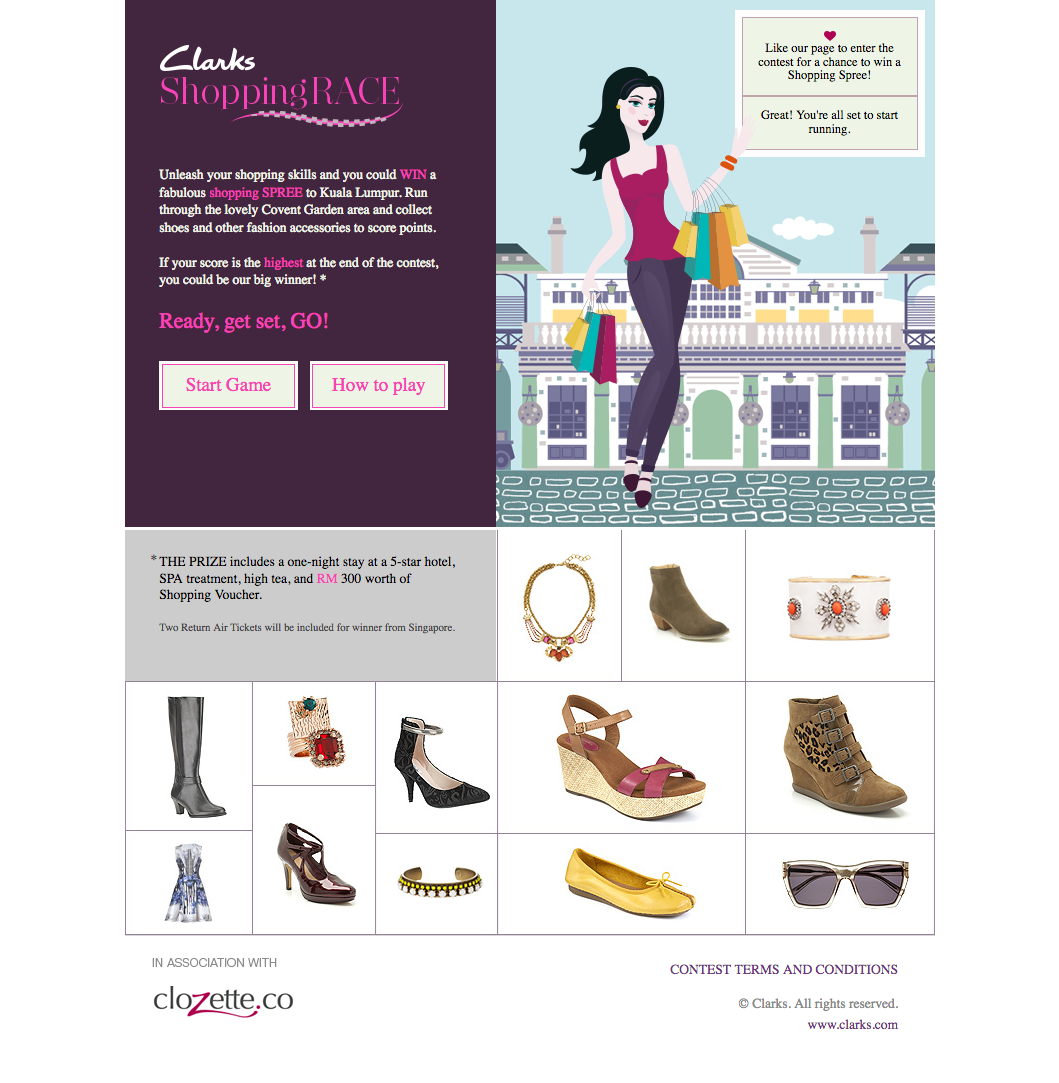 Clarks
Shopping RACE
Unleash your shopping skills and you could WIN a
fabulous shopping SPREE to Kuala Lumpur. Run
through the lovely Covent Garden area and collect
shoes and other fashion accessories to score points.
If your score is the highest at the end of the contest,
you could be our big winner! *
Ready, get set, GO!
Start Game
How to play
Like our page to enter the
contest for a chance to win a
Shopping Spree!
Great! You're all set to start
running.
* THE PRIZE includes a one-night stay at a 5-star hotel,
SPA treatment, high tea, and RM 300 worth of
Shopping Voucher.
Two Return Air Tickets will be included for winner from Singapore.
IN ASSOCIATION WITH
clozette.co
CONTEST TERMS AND CONDITIONS
© Clarks. All rights reserved.
www.clarks.com